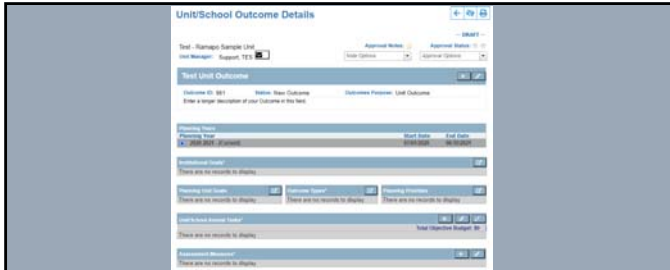 Unit/School Outcome Details
-- DRAFT --
Test - Ramapo Sample Unit
Approval Notes:
Approval Status:
Unit Manager: Support, TES
Note Options
Approval Options
Test Unit Outcome
Outcome ID: 961 Status: New Outcome Outcomes Purpose: Unit Outcome
Enter a longer description of your Outcome in this field.
Planning Years
Planning Year Start Date End Date
2020-2021 (Current) 07/01/2020 06/30/2021
Institutional Goals*
There are no records to display.
Planning Unit Goals
Outcome Types*
Planning Priorities
There are no records to display.
There are no records to display.
There are no records to display.
Unit/School Annual Tasks*
Total Objective Budget: $0
There are no records to display.
Assessment Measures*
There are no records to display.